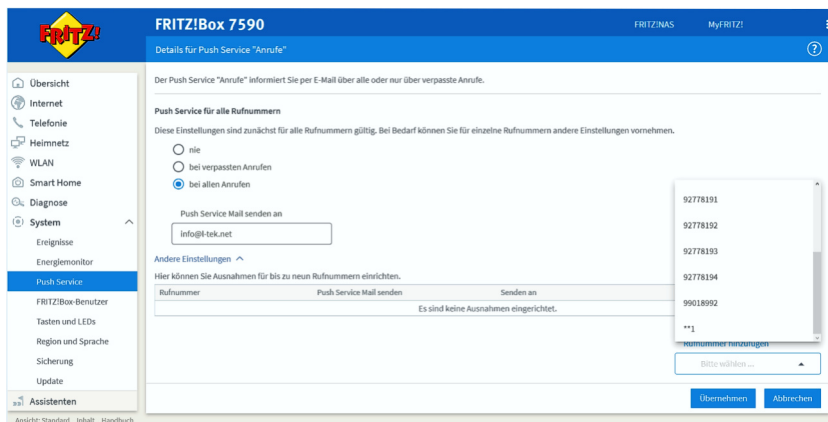 FRITZ!
FRITZ!Box 7590
FRITZ!NAS
MyFRITZ!
Details für Push Service "Anrufe"
?
Übersicht
Internet
Telefonie
Heimnetz
WLAN
Smart Home
Diagnose
System
Ereignisse
Energiemonitor
Push Service
FRITZ!Box-Benutzer
Tasten und LEDs
Region und Sprache
Sicherung
Update
Assistenten
Ansicht: Standard Inhalt Handbuch
Der Push Service "Anrufe" informiert Sie per E-Mail über alle oder nur über verpasste Anrufe.
Push Service für alle Rufnummern
Diese Einstellungen sind zunächst für alle Rufnummern gültig. Bei Bedarf können Sie für einzelne Rufnummern andere Einstellungen vornehmen.
nie
bei verpassten Anrufen
bei allen Anrufen
Push Service Mail senden an
info@l-tek.net
Andere Einstellungen
Hier können Sie Ausnahmen für bis zu neun Rufnummern einrichten.
Rufnummer Push Service Mail senden Senden an
Es sind keine Ausnahmen eingerichtet.
92778191
92778192
92778193
92778194
99018992
**1
Rufnummer hinzufügen
Bitte wählen ...
Übernehmen
Abbrechen